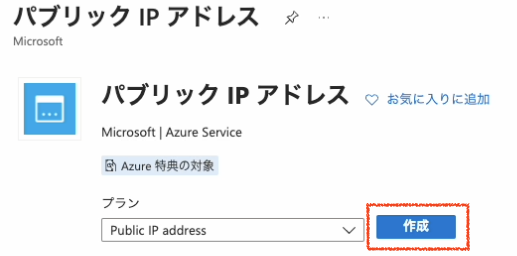 パブリック IP アドレス
Microsoft
パブリック IP アドレス
お気に入りに追加
Microsoft | Azure Service
Azure 特典の対象
プラン
Public IP address
作成